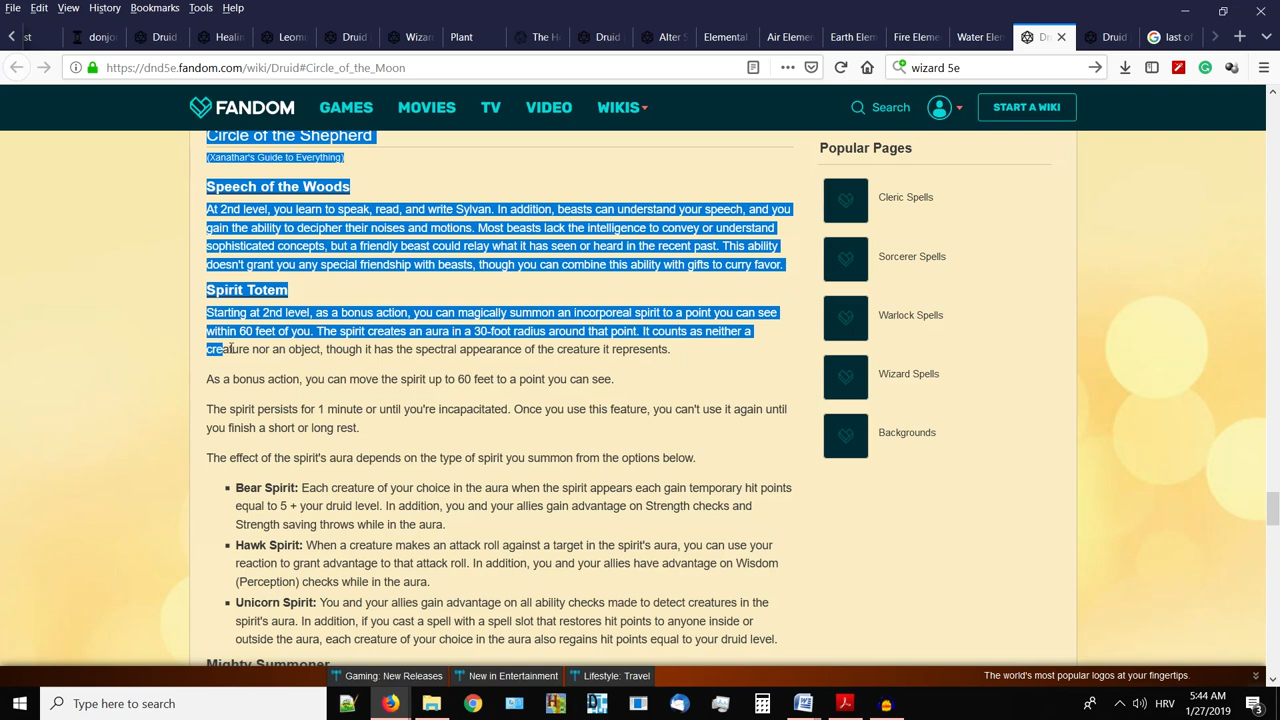 File Edit View History Bookmarks Tools Help
st
donjo
Druid
Healin
Leomu
Druid
Wizar
Plant
The H
Druid
Alter S
Elemental
Air Elem
Earth Elem
Fire Elem
Water Elem
Dr
Druid
last of
https://dnd5e.fandom.com/wiki/Druid#Circle_of_the_Moon
wizard 5e
FANDOM
GAMES MOVIES TV VIDEO WIKIS
Search
START A WIKI
Circle of the Shepherd
(Xanathar's Guide to Everything)
Speech of the Woods
At 2nd level, you learn to speak, read, and write Sylvan. In addition, beasts can understand your speech, and you
gain the ability to decipher their noises and motions. Most beasts lack the intelligence to convey or understand
sophisticated concepts, but a friendly beast could relay what it has seen or heard in the recent past. This ability
doesn't grant you any special friendship with beasts, though you can combine this ability with gifts to curry favor.
Spirit Totem
Starting at 2nd level, as a bonus action, you can magically summon an incorporeal spirit to a point you can see
within 60 feet of you. The spirit creates an aura in a 30-foot radius around that point. It counts as neither a
creature nor an object, though it has the spectral appearance of the creature it represents.
As a bonus action, you can move the spirit up to 60 feet to a point you can see.
The spirit persists for 1 minute or until you're incapacitated. Once you use this feature, you can't use it again until
you finish a short or long rest.
The effect of the spirit's aura depends on the type of spirit you summon from the options below.
Bear Spirit: Each creature of your choice in the aura when the spirit appears each gain temporary hit points
equal to 5 + your druid level. In addition, you and your allies gain advantage on Strength checks and
Strength saving throws while in the aura.
Hawk Spirit: When a creature makes an attack roll against a target in the spirit's aura, you can use your
reaction to grant advantage to that attack roll. In addition, you and your allies have advantage on Wisdom
(Perception) checks while in the aura.
Unicorn Spirit: You and your allies gain advantage on all ability checks made to detect creatures in the
spirit's aura. In addition, if you cast a spell with a spell slot that restores hit points to anyone inside or
outside the aura, each creature of your choice in the aura also regains hit points equal to your druid level.
Mighty Summoner
Popular Pages
Cleric Spells
Sorcerer Spells
Warlock Spells
Wizard Spells
Backgrounds
Gaming: New Releases
New in Entertainment
Lifestyle: Travel
The world's most popular logos at your fingertips.
Type here to search
HRV
5:44 AM
1/27/2019
3